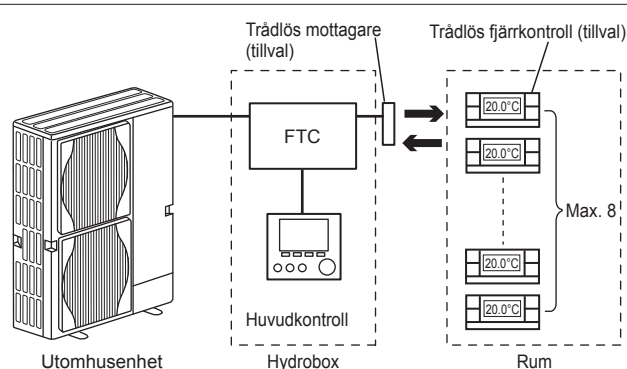 Trådlös mottagare
(tillval)
Trådlös fjärrkontroll (tillval)
FTC
20.0°C
20.0°C
Max. 8
20.0°C
20.0°C
Huvudkontroll
Utomhusenhet
Hydrobox
Rum